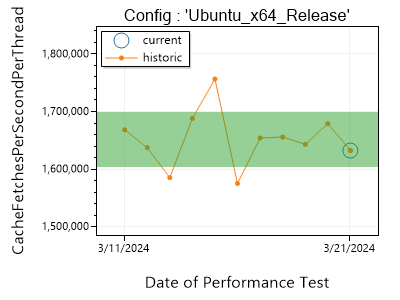 Config : 'Ubuntu_x64_Release'
current
historic
CacheFetchesPerSecondPerThread
1,800,000
1,700,000
1,600,000
1,500,000
3/11/2024
3/21/2024
Date of Performance Test